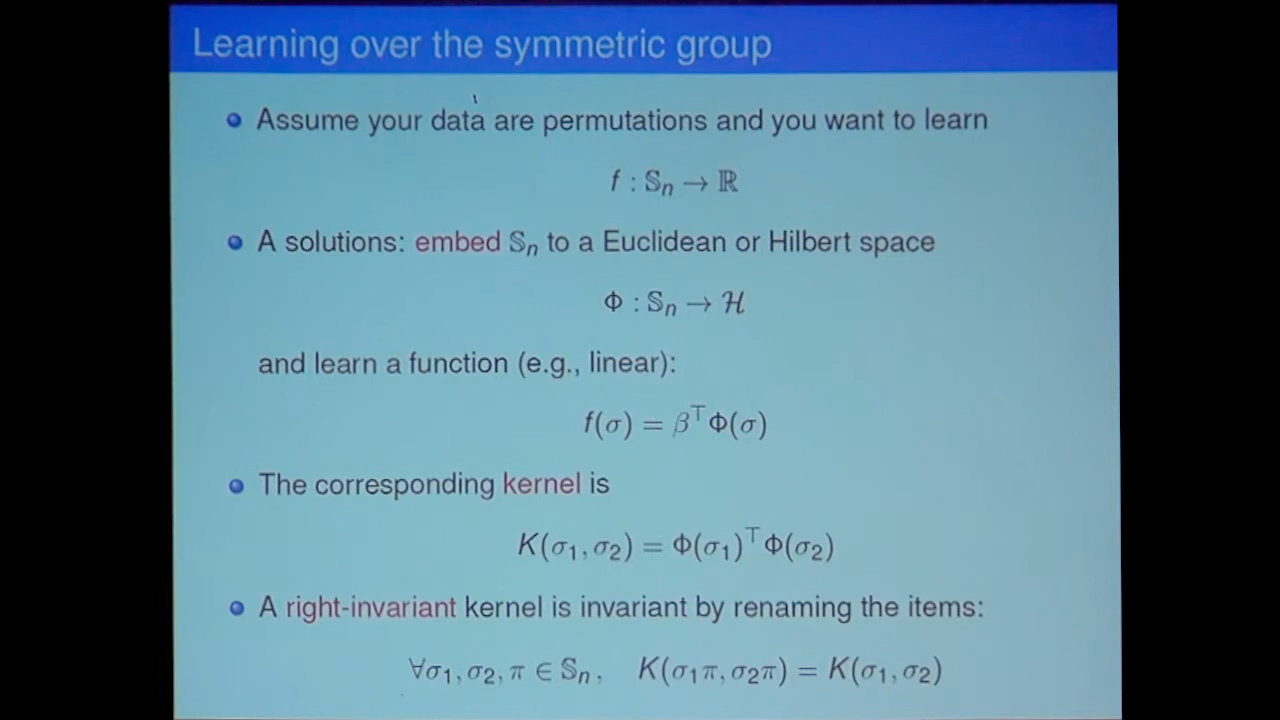 Learning over the symmetric group
Assume your data are permutations and you want to learn
f : 𝕊ₙ → ℝ
A solutions: embed 𝕊ₙ to a Euclidean or Hilbert space
Φ : 𝕊ₙ → ℋ
and learn a function (e.g., linear):
f(σ) = β⊤Φ(σ)
The corresponding kernel is
K(σ₁, σ₂) = Φ(σ₁)⊤Φ(σ₂)
A right-invariant kernel is invariant by renaming the items:
∀σ₁, σ₂, π ∈ 𝕊ₙ, K(σ₁π, σ₂π) = K(σ₁, σ₂)